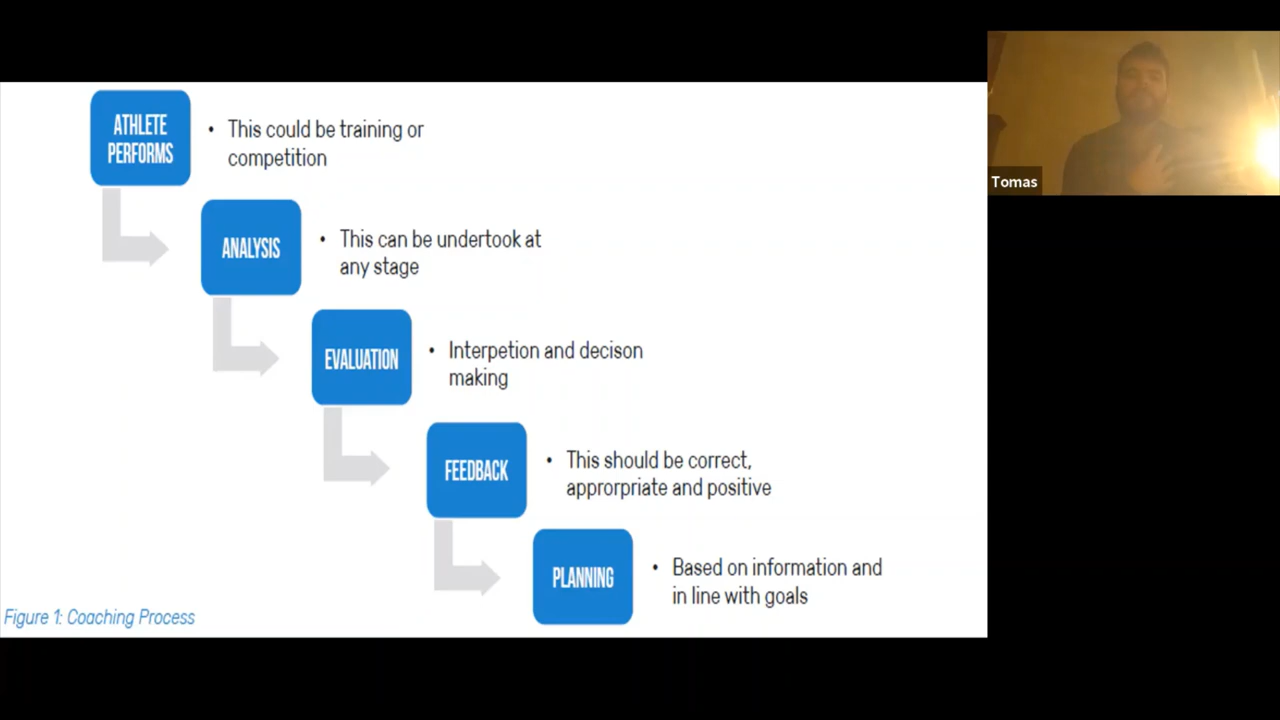 ATHLETE
PERFORMS
• This could be training or
competition
Tomas
ANALYSIS
• This can be undertook at
any stage
EVALUATION
• Interpetion and decison
making
FEEDBACK
• This should be correct,
approrpriate and positive
PLANNING
• Based on information and
in line with goals
Figure 1: Coaching Process